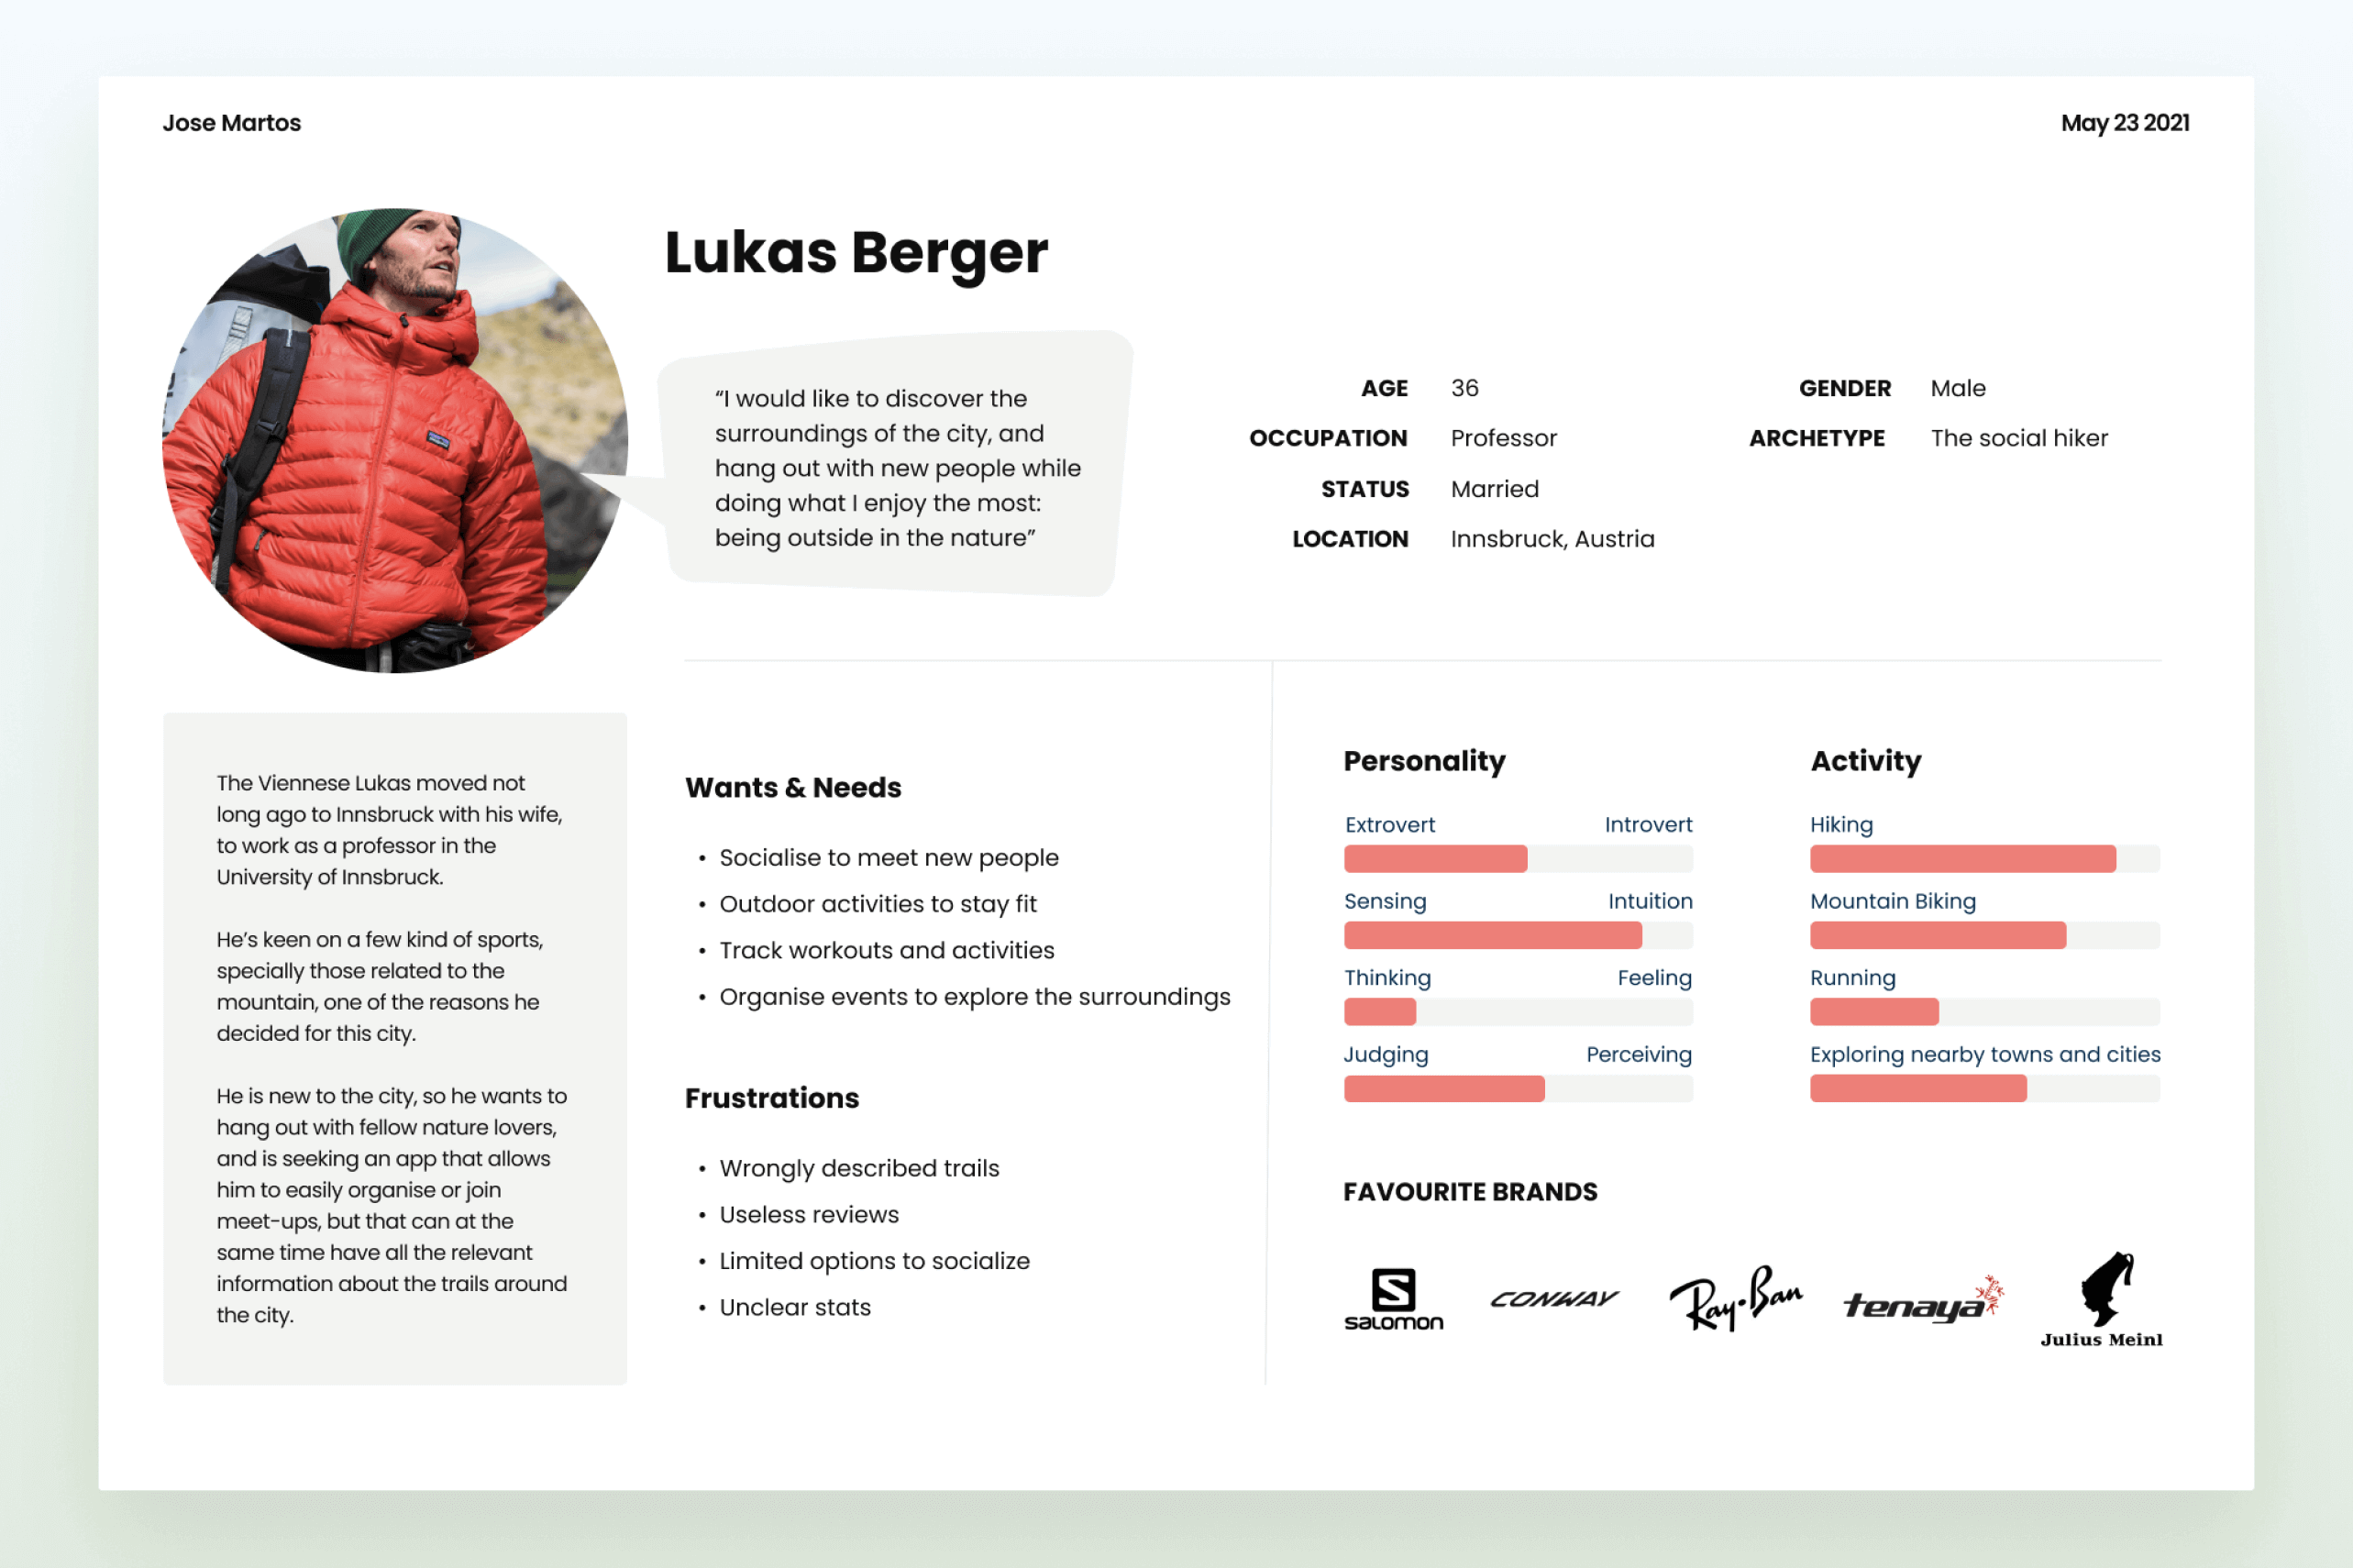 Jose Martos
May 23 2021
Lukas Berger
“I would like to discover the
surroundings of the city, and
hang out with new people while
doing what I enjoy the most:
being outside in the nature”
AGE 36
OCCUPATION Professor
STATUS Married
LOCATION Innsbruck, Austria
GENDER Male
ARCHETYPE The social hiker
The Viennese Lukas moved not
long ago to Innsbruck with his wife,
to work as a professor in the
University of Innsbruck.
He’s keen on a few kind of sports,
specially those related to the
mountain, one of the reasons he
decided for this city.
He is new to the city, so he wants to
hang out with fellow nature lovers,
and is seeking an app that allows
him to easily organise or join
meet-ups, but that can at the
same time have all the relevant
information about the trails around
the city.
Wants & Needs
• Socialise to meet new people
• Outdoor activities to stay fit
• Track workouts and activities
• Organise events to explore the surroundings
Frustrations
• Wrongly described trails
• Useless reviews
• Limited options to socialize
• Unclear stats
Personality
Extrovert Introvert
Sensing Intuition
Thinking Feeling
Judging Perceiving
Activity
Hiking
Mountain Biking
Running
Exploring nearby towns and cities
FAVOURITE BRANDS
SALOMON
CONWAY
Ray-Ban
tenaya
Julius Meinl